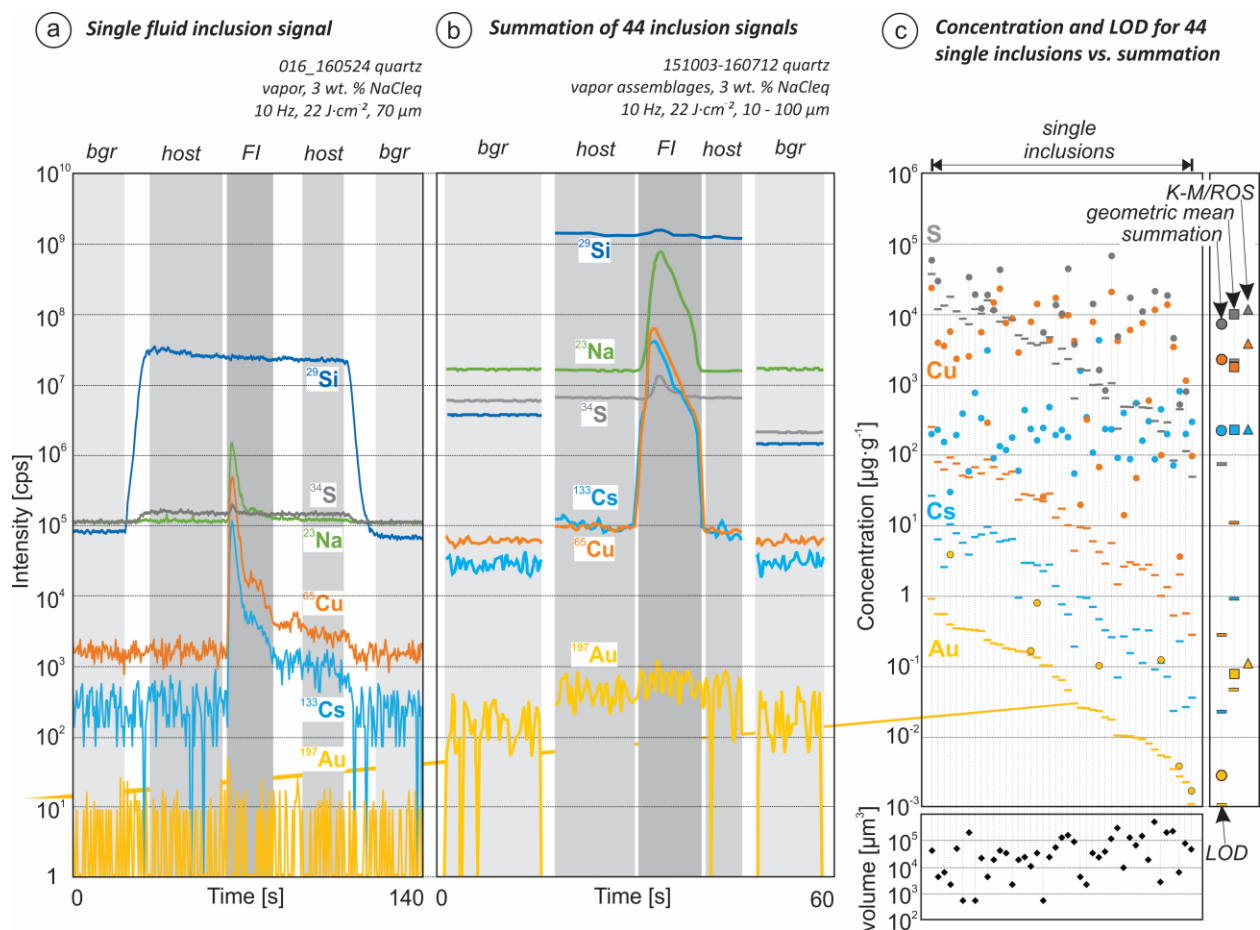 a Single fluid inclusion signal
016_160524 quartz
vapor, 3 wt. % NaCleq
10 Hz, 22 J·cm⁻², 70 µm
bgr host FI host bgr
Intensity [cps]
10¹⁰
10⁹
10⁸
10⁷
10⁶
10⁵
10⁴
10³
10²
10¹
1
²⁹Si
³⁴S
²³Na
⁶⁵Cu
¹³³Cs
¹⁹⁷Au
0 Time [s] 140
b Summation of 44 inclusion signals
151003-160712 quartz
vapor assemblages, 3 wt. % NaCleq
10 Hz, 22 J·cm⁻², 10 - 100 µm
bgr host FI host bgr
²⁹Si
²³Na
³⁴S
¹³³Cs
⁶⁵Cu
¹⁹⁷Au
0 Time [s] 60
c Concentration and LOD for 44
single inclusions vs. summation
single
inclusions
K-M/ROS
geometric mean
summation
Concentration [µg·g⁻¹]
10⁶
10⁵
10⁴
10³
10²
10
1
10⁻¹
10⁻²
10⁻³
S
Cu
Cs
Au
LOD
volume [µm³]
10⁵
10⁴
10³
10²